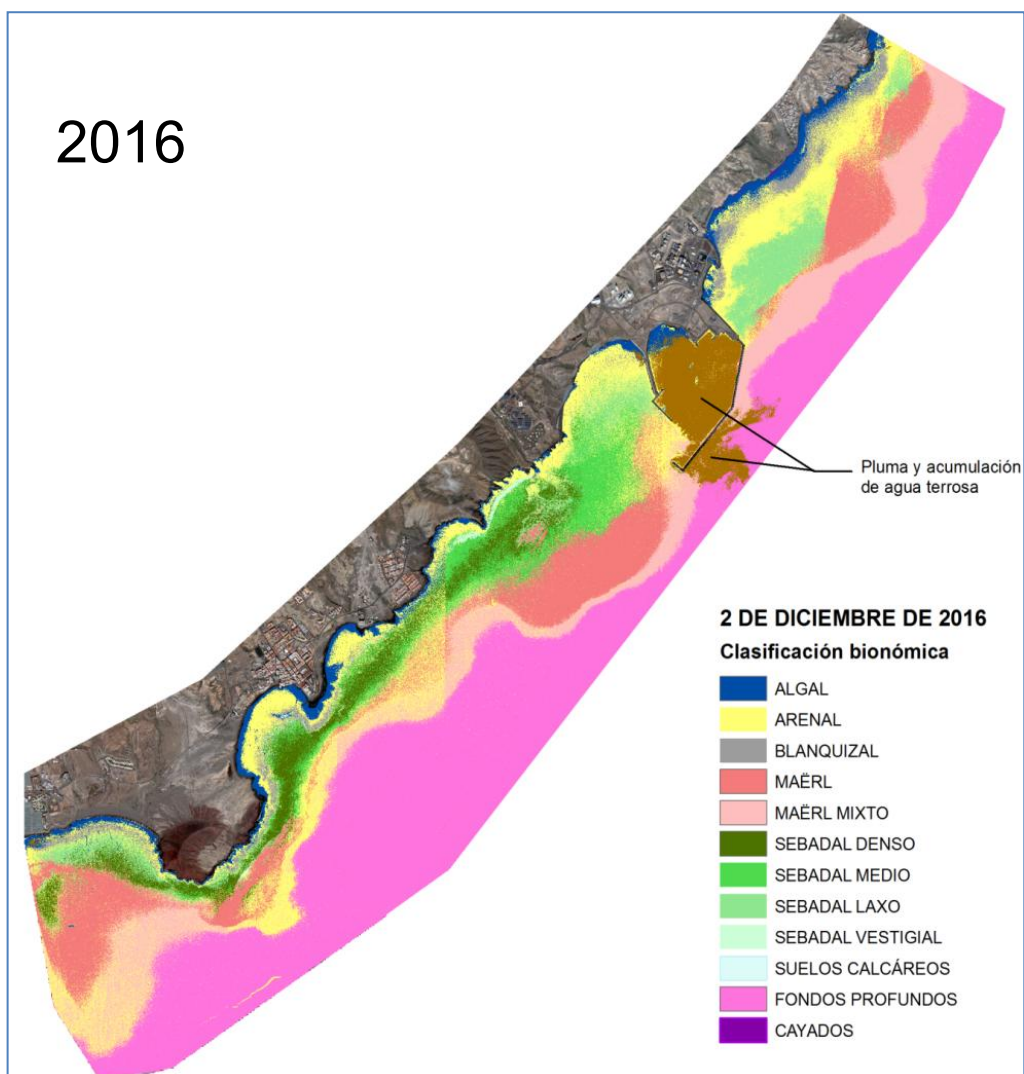 2016
Pluma y acumulación
de agua terrosa
2 DE DICIEMBRE DE 2016
Clasificación bionómica
ALGAL
ARENAL
BLANQUIZAL
MAËRL
MAËRL MIXTO
SEBADAL DENSO
SEBADAL MEDIO
SEBADAL LAXO
SEBADAL VESTIGIAL
SUELOS CALCÁREOS
FONDOS PROFUNDOS
CAYADOS